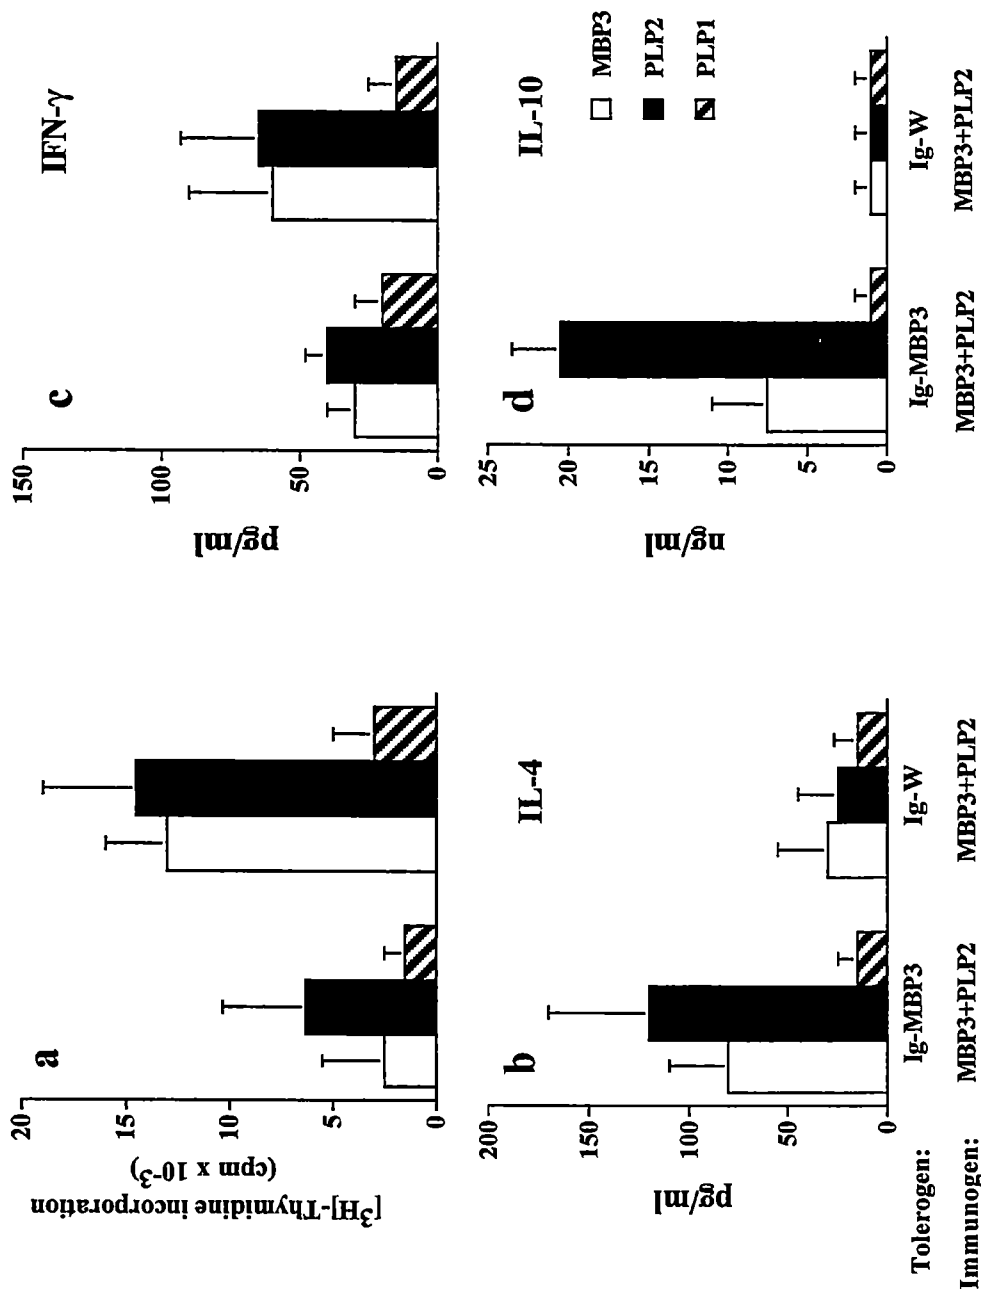 a
20
15
10
5
0
[³H]-Thymidine incorporation
(cpm x 10⁻³)
c
IFN-γ
150
100
50
0
pg/ml
b
IL-4
200
150
100
50
0
pg/ml
d
IL-10
25
20
15
10
5
0
ng/ml
MBP3
PLP2
PLP1
Tolerogen: Ig-MBP3 Ig-W Ig-MBP3 Ig-W
Immunogen: MBP3+PLP2 MBP3+PLP2 MBP3+PLP2 MBP3+PLP2